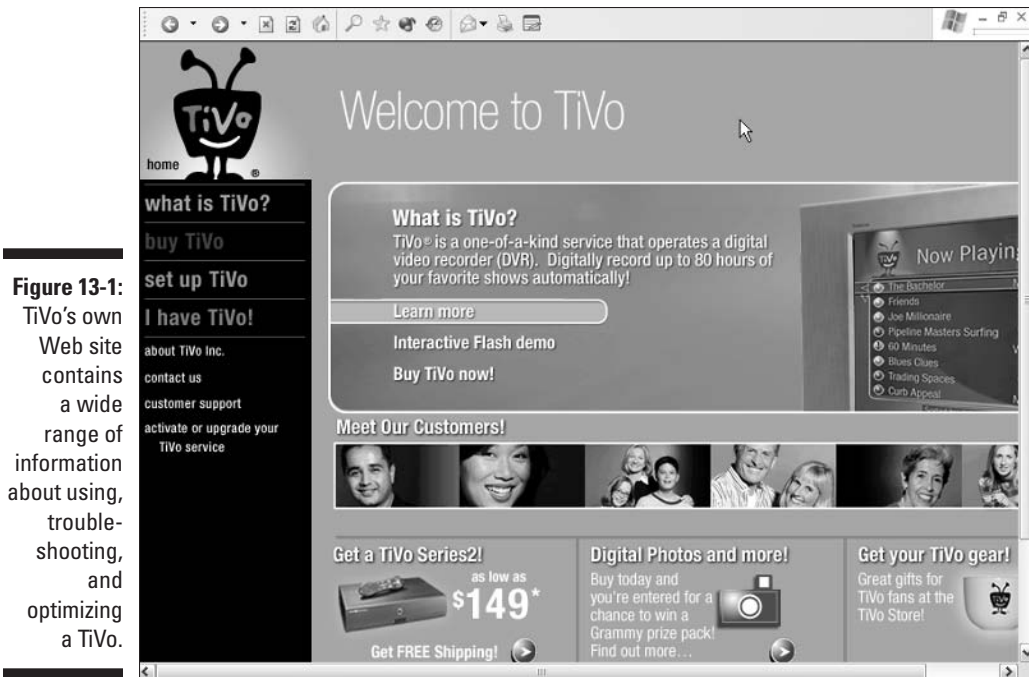 Figure 13-1:
TiVo's own
Web site
contains
a wide
range of
information
about using,
trouble-
shooting,
and
optimizing
a TiVo.
TiVo
home
®
Welcome to TiVo
what is TiVo?
buy TiVo
set up TiVo
I have TiVo!
about TiVo Inc.
contact us
customer support
activate or upgrade your
TiVo service
What is TiVo?
TiVo® is a one-of-a-kind service that operates a digital
video recorder (DVR). Digitally record up to 80 hours of
your favorite shows automatically!
Learn more
Interactive Flash demo
Buy TiVo now!
TiVo
Now Playin
The Bachelor
Friends
Joe Millionaire
Pipeline Masters Surfing
60 Minutes
Blues Clues
Trading Spaces
Curb Appeal
Meet Our Customers!
Get a TiVo Series2!
as low as
$149*
Get FREE Shipping!
Digital Photos and more!
Buy today and
you're entered for a
chance to win a
Grammy prize pack!
Find out more...
Get your TiVo gear!
Great gifts for
TiVo fans at the
TiVo Store!